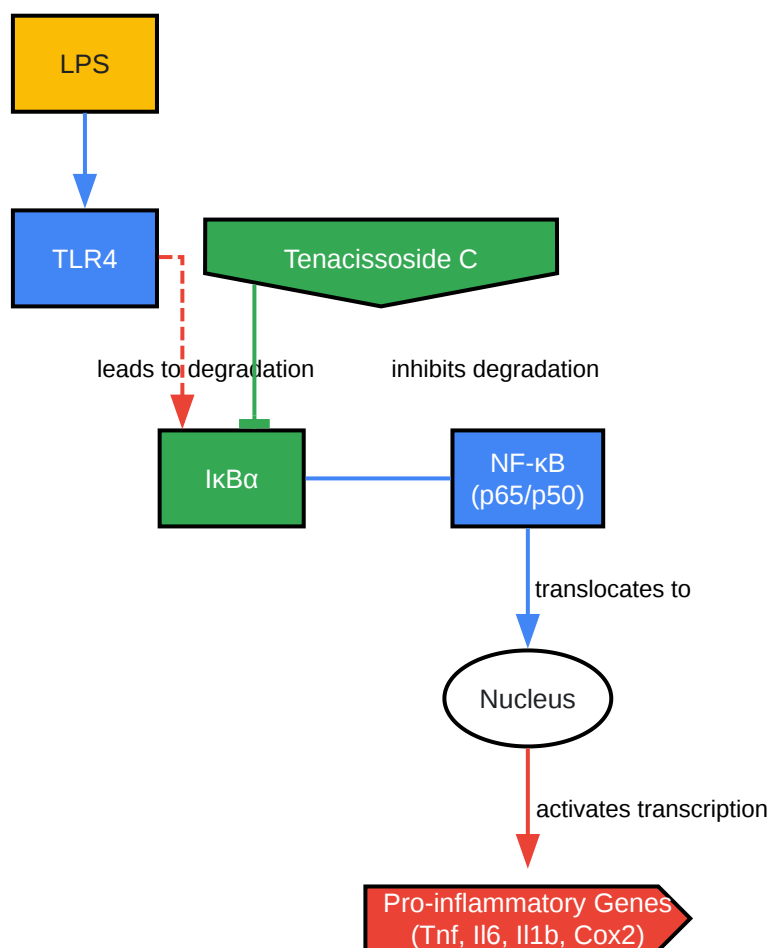 LPS
TLR4
Tenacissoside C
leads to degradation
inhibits degradation
IκBα
NF-κB
(p65/p50)
translocates to
Nucleus
activates transcription
Pro-inflammatory Genes
(Tnf, Il6, Il1b, Cox2)